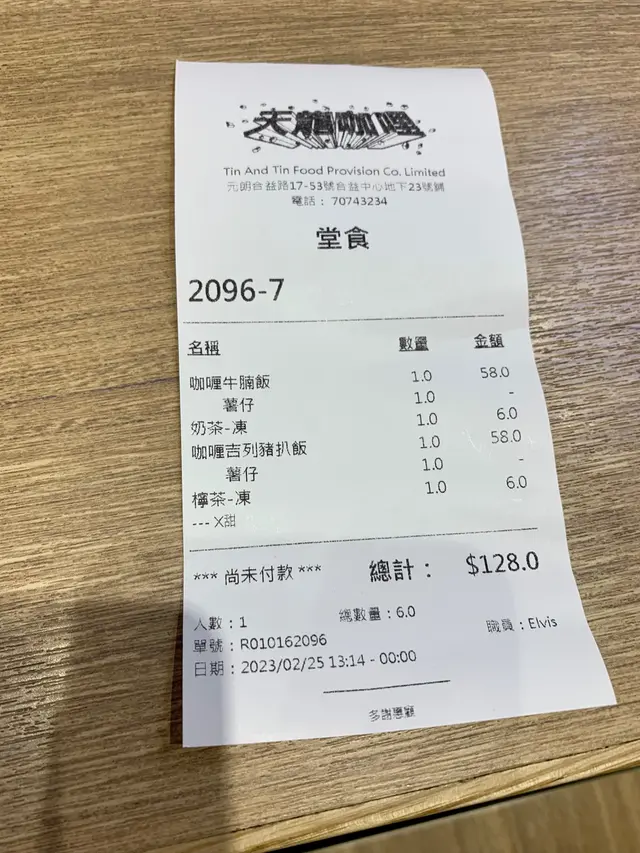 天龍咖喱
Tin And Tin Food Provision Co. Limited
元朗合益路17-53號合益中心地下23號舖
電話： 70743234
堂食
2096-7
名稱 數量 金額
咖喱牛腩飯 1.0 58.0
薯仔 1.0 -
奶茶-凍 1.0 6.0
咖喱吉列豬扒飯 1.0 58.0
薯仔 1.0 -
檸茶-凍 1.0 6.0
--- X甜
*** 尚未付款 *** 總計： $128.0
人數：1 總數量：6.0 職員：Elvis
單號：R010162096
日期：2023/02/25 13:14 - 00:00
多謝惠顧